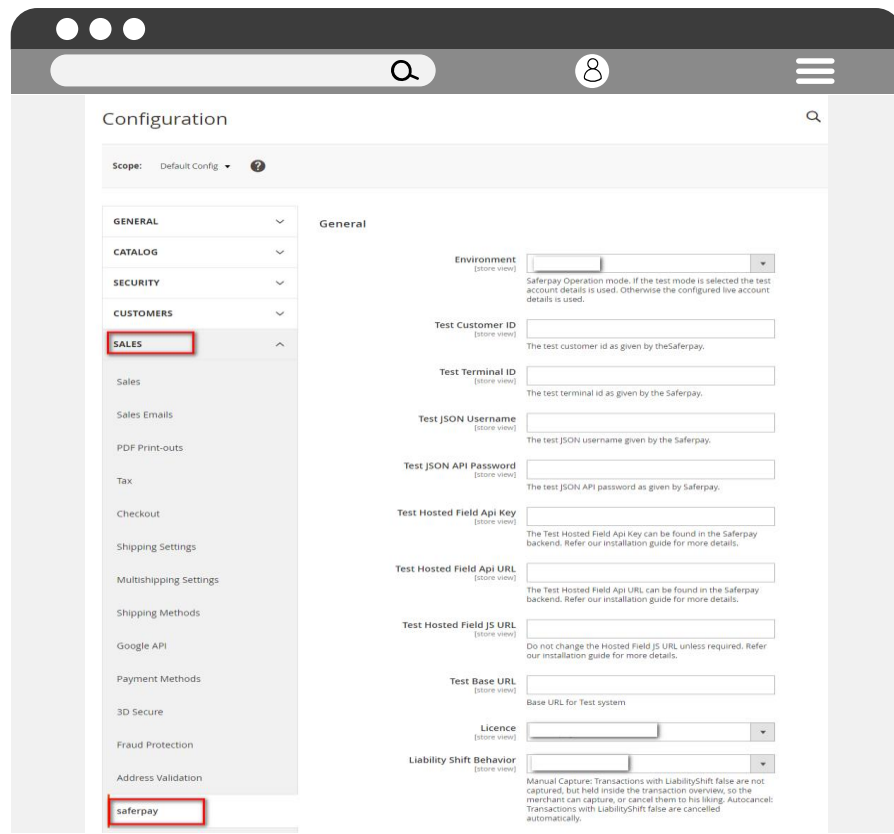 Configuration
Scope: Default Config ?
GENERAL
CATALOG
SECURITY
CUSTOMERS
SALES
Sales
Sales Emails
PDF Print-outs
Tax
Checkout
Shipping Settings
Multishipping Settings
Shipping Methods
Google API
Payment Methods
3D Secure
Fraud Protection
Address Validation
saferpay
General
Environment
[store view]
Saferpay Operation mode. If the test mode is selected the test
account details is used. Otherwise the configured live account
details is used.
Test Customer ID
[store view]
The test customer id as given by theSaferpay.
Test Terminal ID
[store view]
The test terminal id as given by the Saferpay.
Test JSON Username
[store view]
The test JSON username given by the Saferpay.
Test JSON API Password
[store view]
The test JSON API password as given by Saferpay.
Test Hosted Field Api Key
[store view]
The Test Hosted Field Api Key can be found in the Saferpay
backend. Refer our installation guide for more details.
Test Hosted Field Api URL
[store view]
The Test Hosted Field Api URL can be found in the Saferpay
backend. Refer our installation guide for more details.
Test Hosted Field JS URL
[store view]
Do not change the Hosted Field JS URL unless required. Refer
our installation guide for more details.
Test Base URL
[store view]
Base URL for Test system
Licence
[store view]
Liability Shift Behavior
[store view]
Manual Capture: Transactions with LiabilityShift false are not
captured, but held inside the transaction overview, so the
merchant can capture, or cancel them to his liking. Autocancel:
Transactions with LiabilityShift false are cancelled
automatically.